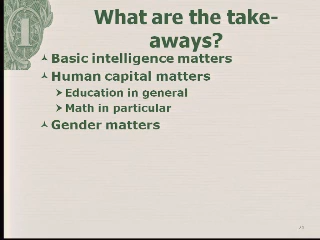 What are the take-
aways?
Basic intelligence matters
Human capital matters
Education in general
Math in particular
Gender matters